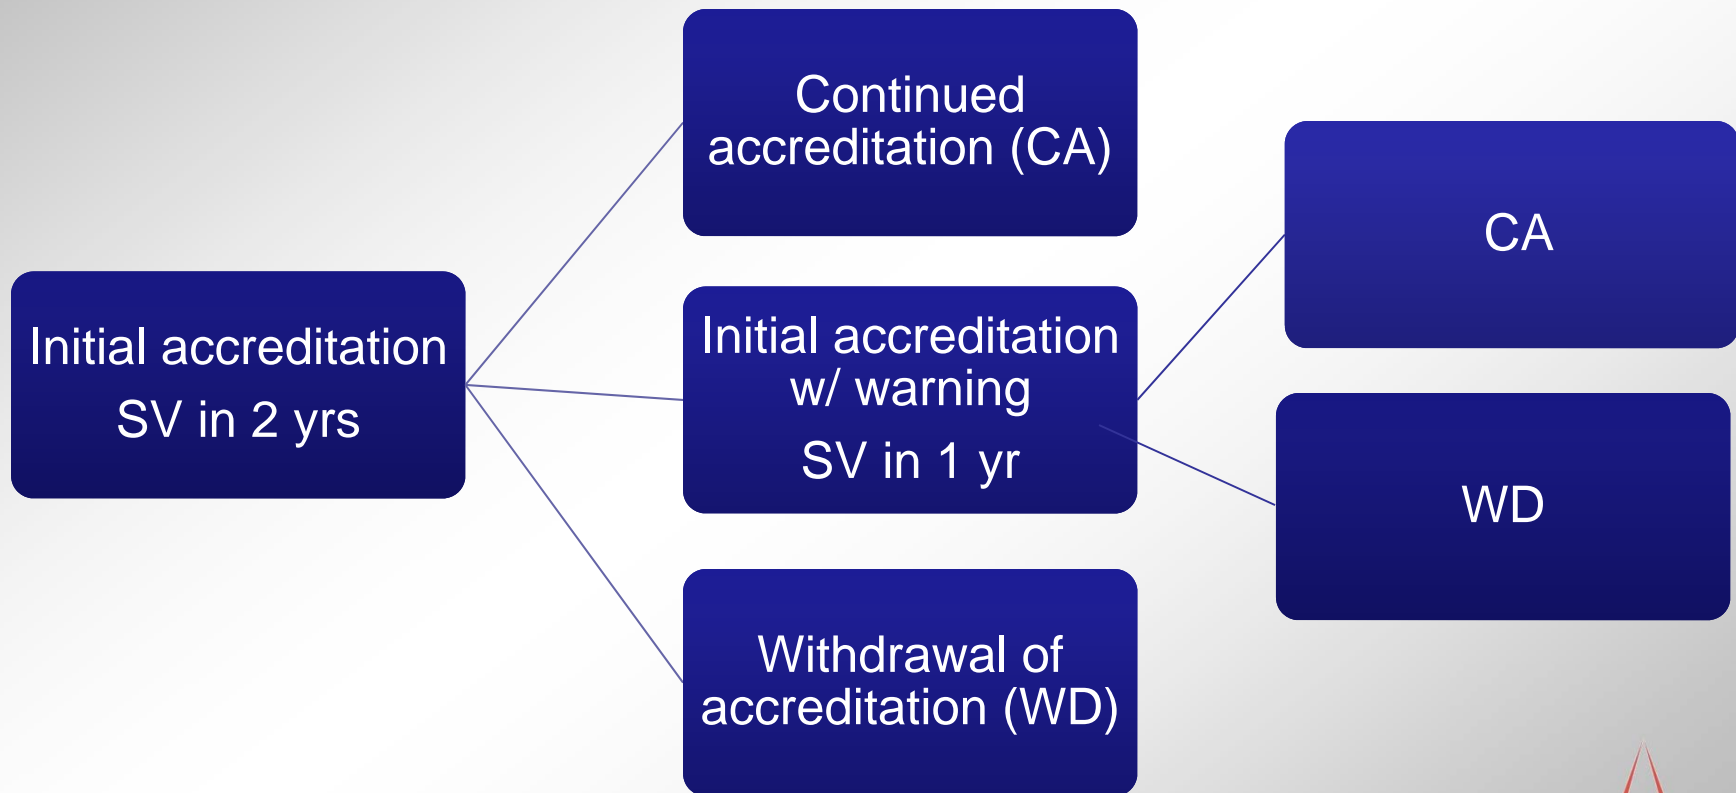 Initial accreditation
SV in 2 yrs
Continued
accreditation (CA)
Initial accreditation
w/ warning
SV in 1 yr
Withdrawal of
accreditation (WD)
CA
WD